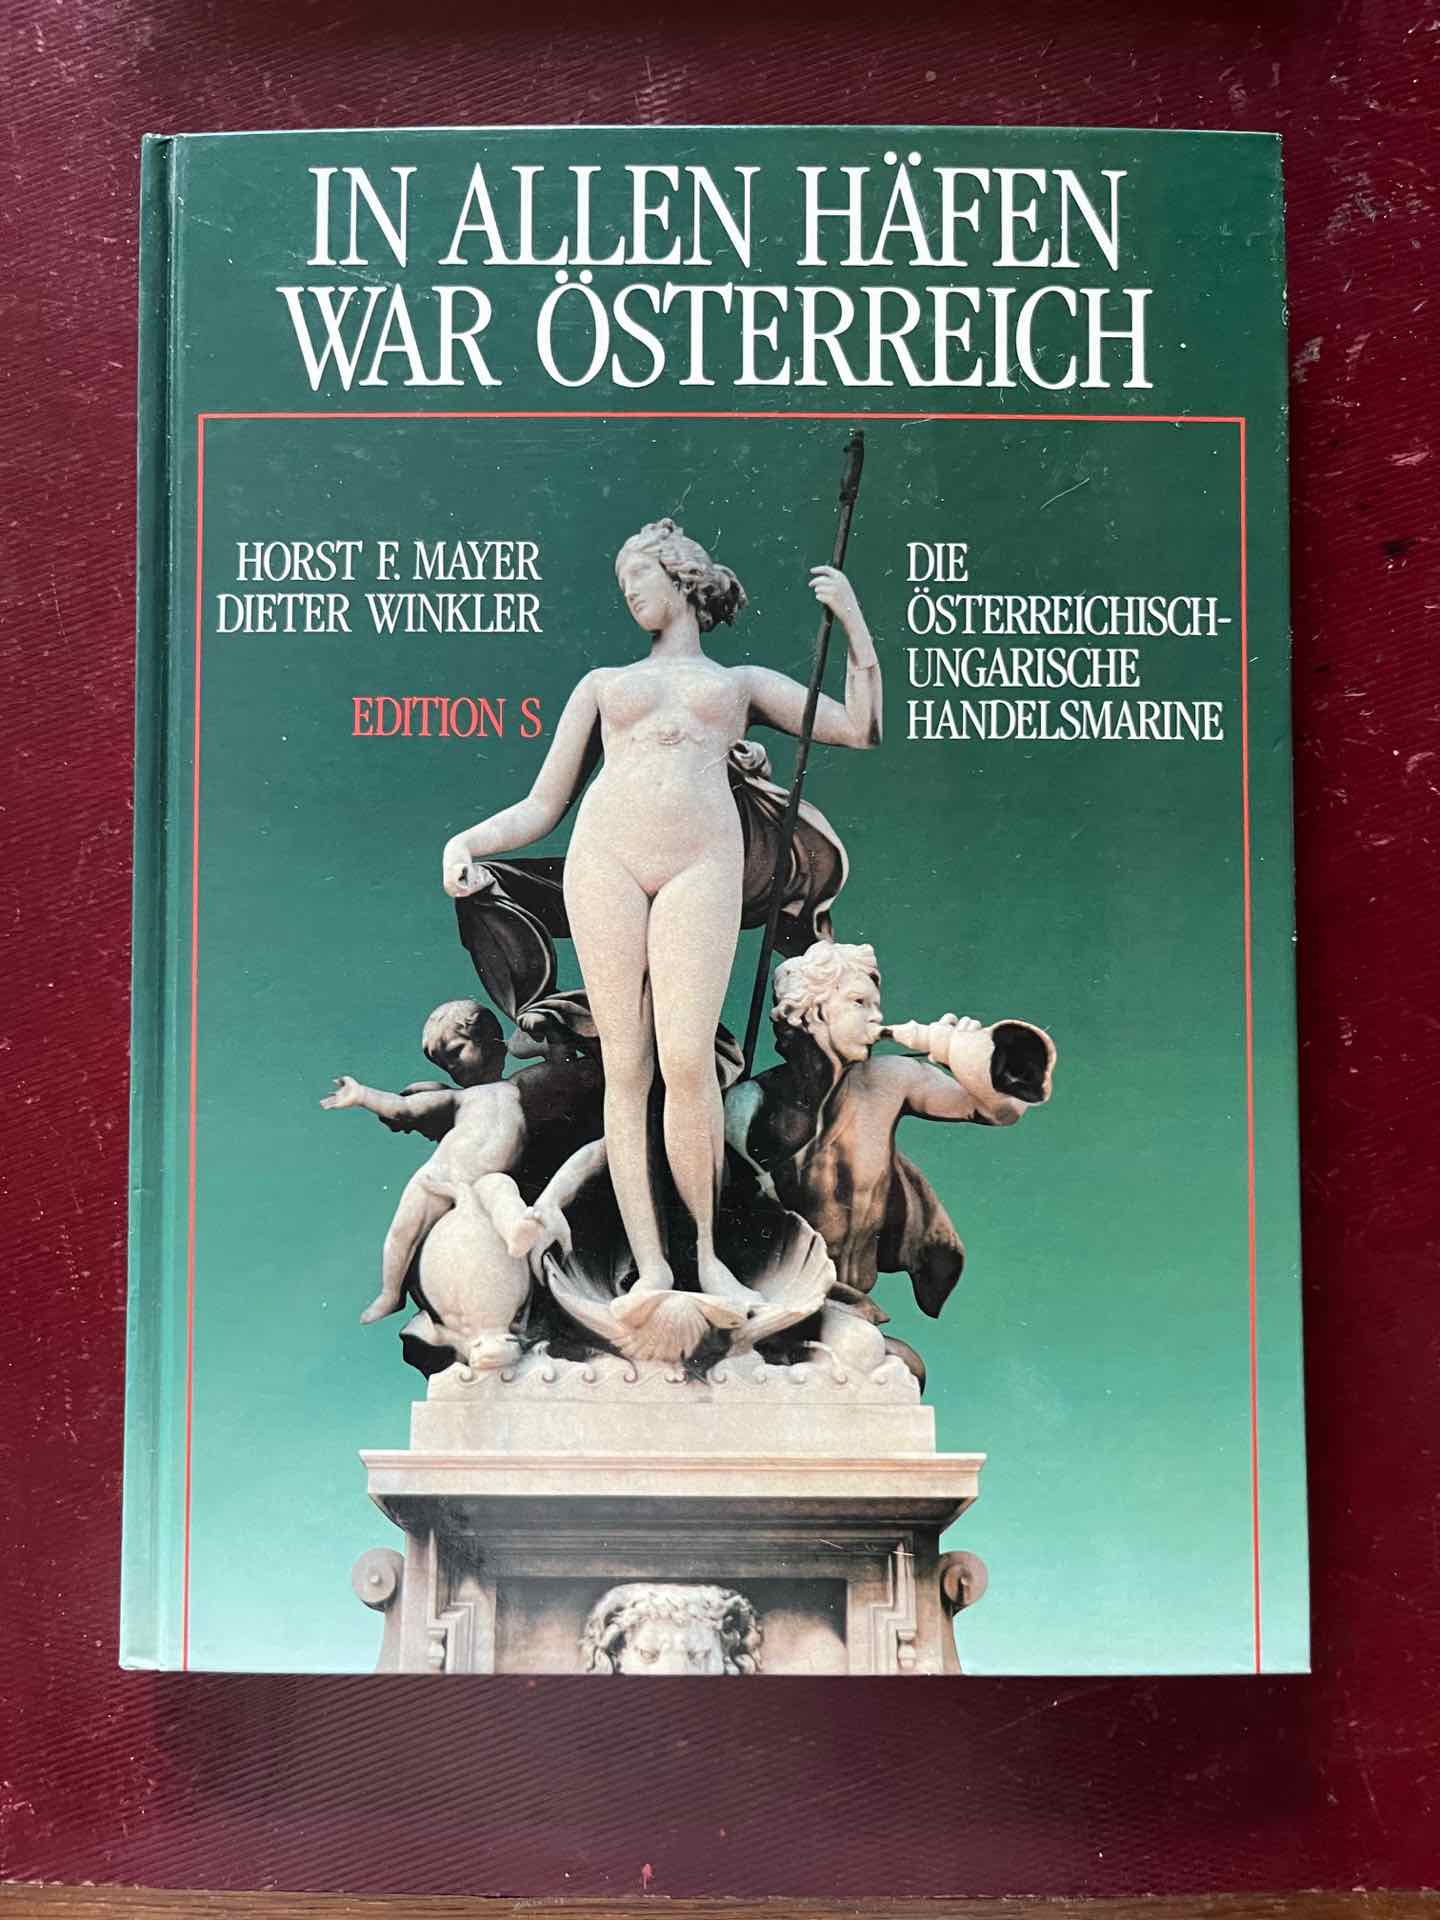 IN ALLEN HÄFEN
WAR ÖSTERREICH
HORST F. MAYER
DIETER WINKLER
EDITION S
DIE
ÖSTERREICHISCH-
UNGARISCHE
HANDELSMARINE